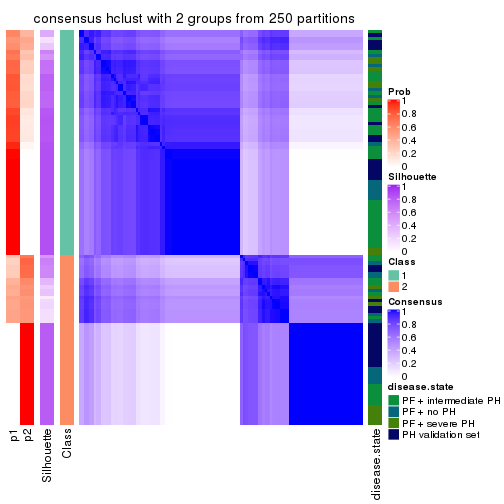 consensus hclust with 2 groups from 250 partitions
Prob
1
0.8
0.6
0.4
0.2
0
Silhouette
1
0.8
0.6
0.4
0.2
0
Class
1
2
Consensus
1
0.8
0.6
0.4
0.2
0
disease.state
PF + intermediate PH
PF + no PH
PF + severe PH
PH validation set
p1
p2
Silhouette
Class
disease.state